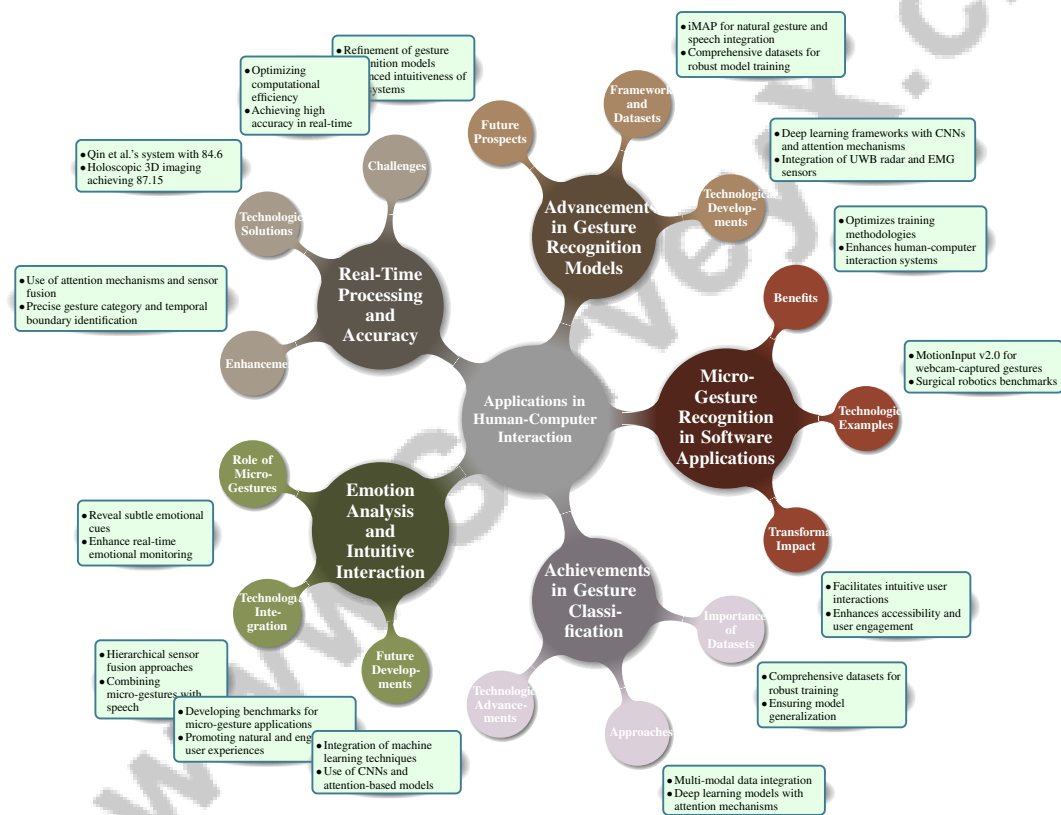 • iMAP for natural gesture and
speech integration
• Comprehensive datasets for
robust model training
• Refinement of gesture
nition models
nced intuitiveness of
ystems
• Optimizing
computational
efficiency
• Achieving high
accuracy in real-time
Framework
and
Datasets
Future
Prospects
• Deep learning frameworks with CNNs
and attention mechanisms
• Integration of UWB radar and EMG
sensors
• Qin et al.'s system with 84.6
• Holoscopic 3D imaging
achieving 87.15
Challenges
Technological
Develop-
ments
Advancement
in Gesture
Recognition
Models
Technologic
Solutions
• Optimizes training
methodologies
• Enhances human-computer
interaction systems
Real-Time
Processing
and
Accuracy
• Use of attention mechanisms and sensor
fusion
• Precise gesture category and temporal
boundary identification
Benefits
Enhancemen
• MotionInput v2.0 for
webcam-captured gestures
• Surgical robotics benchmarks
Micro-
Gesture
Recognition
in Software
Applications
Applications in
Human-Computer
Interaction
Technologic
Examples
Role of
Micro-
Gestures
Emotion
Analysis
and
Intuitive
Interaction
• Reveal subtle emotional
cues
• Enhance real-time
emotional monitoring
Transforma
Impact
Achievements
in Gesture
Classi-
fication
• Facilitates intuitive user
interactions
• Enhances accessibility and
user engagement
Technological
Inte-
gration
Importance
of
Datasets
• Hierarchical sensor
fusion approaches
• Combining
micro-gestures with
speech
Future
Develop-
ments
• Comprehensive datasets for
robust training
• Ensuring model
generalization
Technologic
Advance-
ments
Approaches
• Developing benchmarks for
micro-gesture applications
• Promoting natural and eng
user experiences
• Integration of machine
learning techniques
• Use of CNNs and
attention-based models
• Multi-modal data integration
• Deep learning models with
attention mechanisms